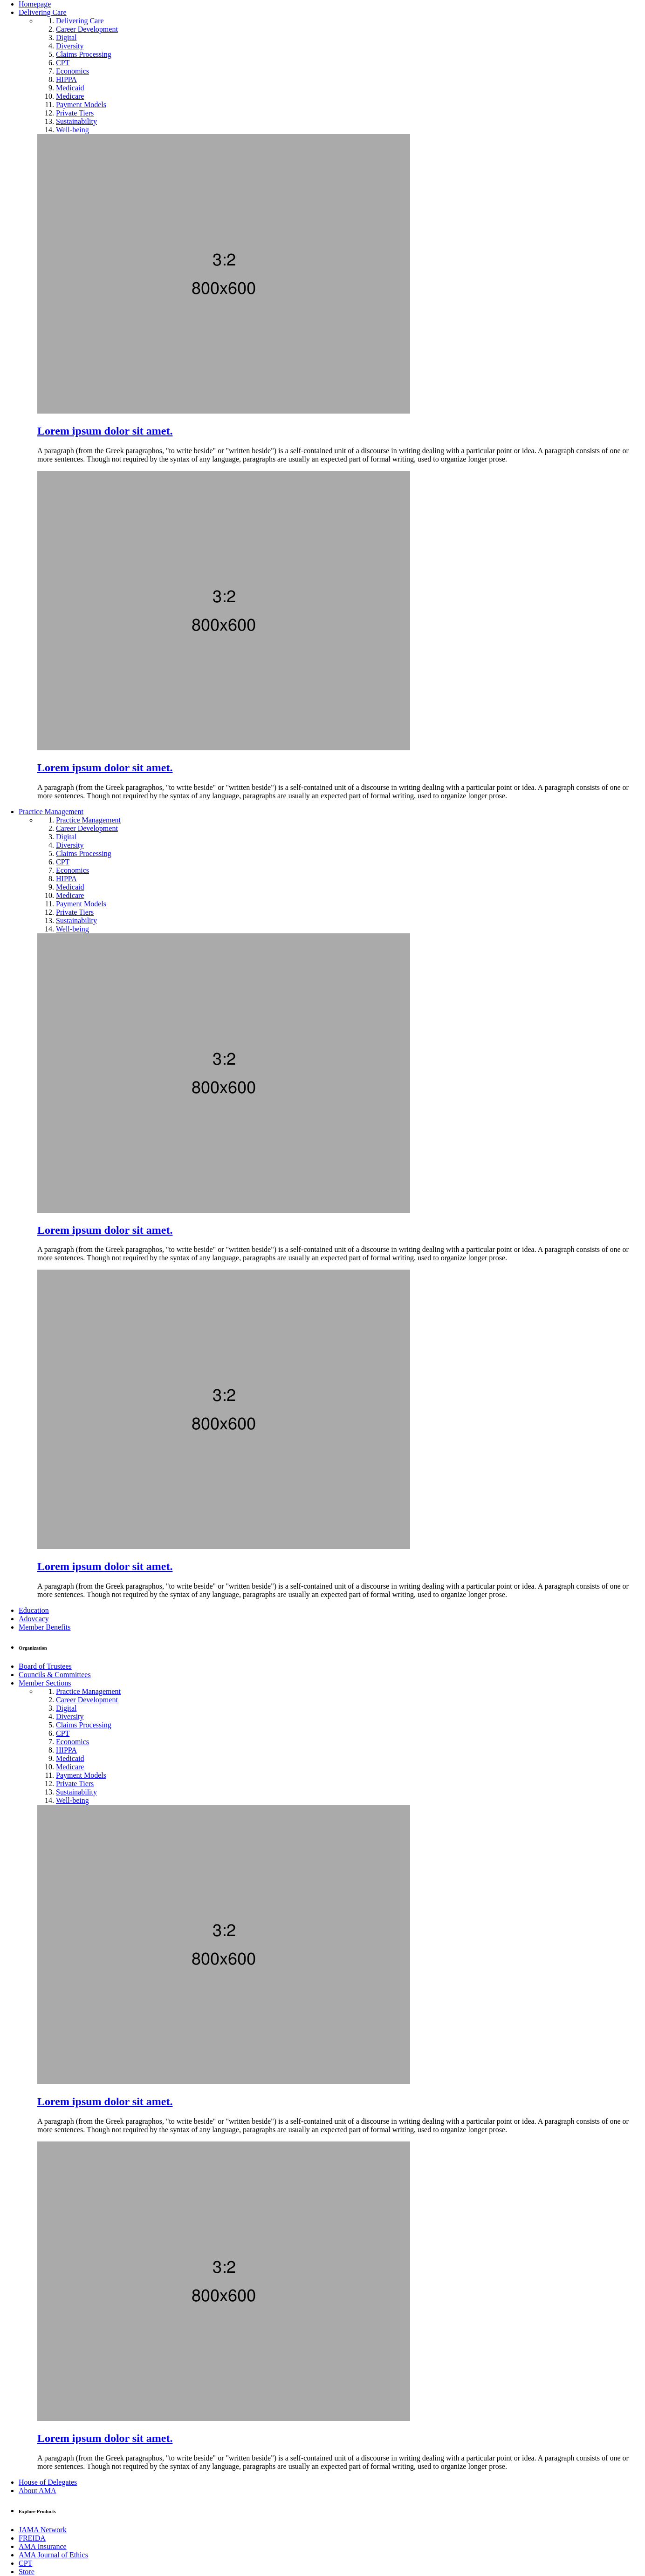 Homepage
Delivering Care
1. Delivering Care
2. Career Development
3. Digital
4. Diversity
5. Claims Processing
6. CPT
7. Economics
8. HIPPA
9. Medicaid
10. Medicare
11. Payment Models
12. Private Tiers
13. Sustainability
14. Well-being
3:2
800x600
Lorem ipsum dolor sit amet.
A paragraph (from the Greek paragraphos, "to write beside" or "written beside") is a self-contained unit of a discourse in writing dealing with a particular point or idea. A paragraph consists of one or
more sentences. Though not required by the syntax of any language, paragraphs are usually an expected part of formal writing, used to organize longer prose.
3:2
800x600
Lorem ipsum dolor sit amet.
A paragraph (from the Greek paragraphos, "to write beside" or "written beside") is a self-contained unit of a discourse in writing dealing with a particular point or idea. A paragraph consists of one or
more sentences. Though not required by the syntax of any language, paragraphs are usually an expected part of formal writing, used to organize longer prose.
Practice Management
1. Practice Management
2. Career Development
3. Digital
4. Diversity
5. Claims Processing
6. CPT
7. Economics
8. HIPPA
9. Medicaid
10. Medicare
11. Payment Models
12. Private Tiers
13. Sustainability
14. Well-being
3:2
800x600
Lorem ipsum dolor sit amet.
A paragraph (from the Greek paragraphos, "to write beside" or "written beside") is a self-contained unit of a discourse in writing dealing with a particular point or idea. A paragraph consists of one or
more sentences. Though not required by the syntax of any language, paragraphs are usually an expected part of formal writing, used to organize longer prose.
3:2
800x600
Lorem ipsum dolor sit amet.
A paragraph (from the Greek paragraphos, "to write beside" or "written beside") is a self-contained unit of a discourse in writing dealing with a particular point or idea. A paragraph consists of one or
more sentences. Though not required by the syntax of any language, paragraphs are usually an expected part of formal writing, used to organize longer prose.
Education
Adovcacy
Member Benefits
Organization
Board of Trustees
Councils & Committees
Member Sections
1. Practice Management
2. Career Development
3. Digital
4. Diversity
5. Claims Processing
6. CPT
7. Economics
8. HIPPA
9. Medicaid
10. Medicare
11. Payment Models
12. Private Tiers
13. Sustainability
14. Well-being
3:2
800x600
Lorem ipsum dolor sit amet.
A paragraph (from the Greek paragraphos, "to write beside" or "written beside") is a self-contained unit of a discourse in writing dealing with a particular point or idea. A paragraph consists of one or
more sentences. Though not required by the syntax of any language, paragraphs are usually an expected part of formal writing, used to organize longer prose.
3:2
800x600
Lorem ipsum dolor sit amet.
A paragraph (from the Greek paragraphos, "to write beside" or "written beside") is a self-contained unit of a discourse in writing dealing with a particular point or idea. A paragraph consists of one or
more sentences. Though not required by the syntax of any language, paragraphs are usually an expected part of formal writing, used to organize longer prose.
House of Delegates
About AMA
Explore Products
JAMA Network
FREIDA
AMA Insurance
AMA Journal of Ethics
CPT
Store